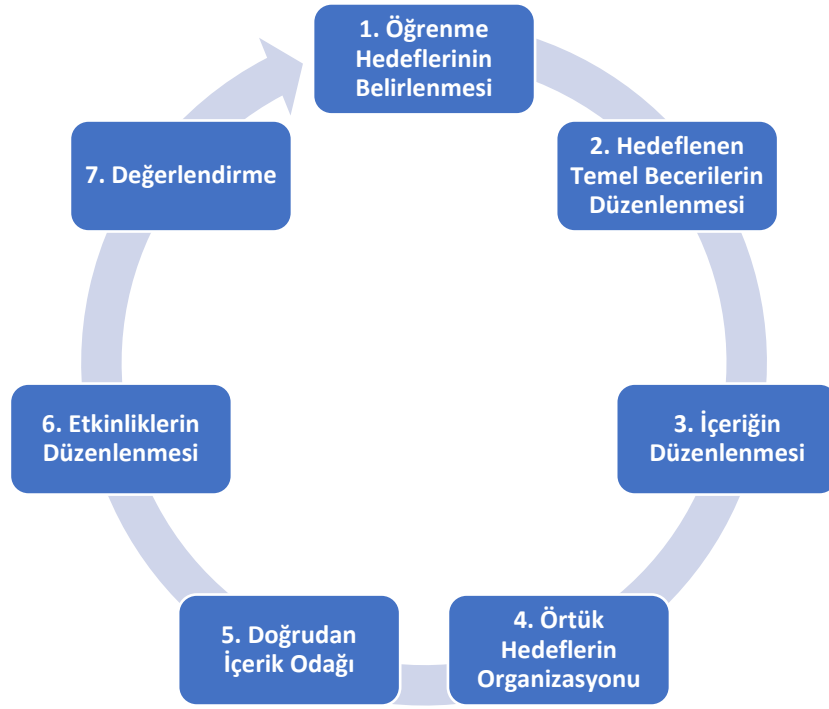 1. Öğrenme
Hedeflerinin
Belirlenmesi
2. Hedeflenen
Temel Becerilerin
Düzenlenmesi
3. İçeriğin
Düzenlenmesi
4. Örtük
Hedeflerin
Organizasyonu
5. Doğrudan
İçerik Odağı
6. Etkinliklerin
Düzenlenmesi
7. Değerlendirme